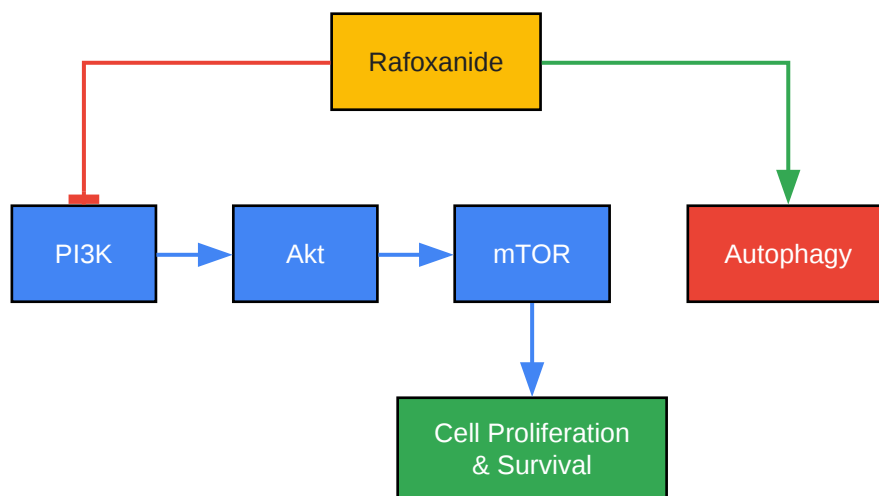 Rafoxanide
PI3K
Akt
mTOR
Autophagy
Cell Proliferation
& Survival